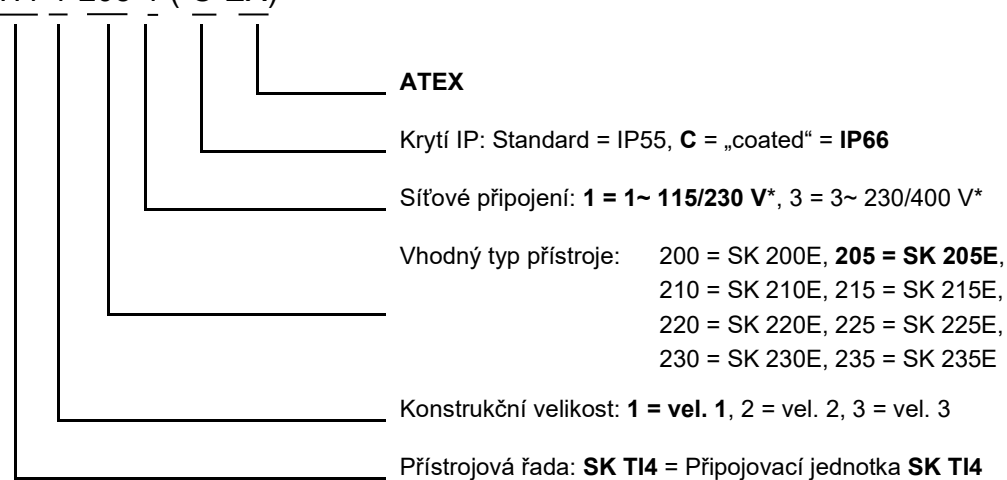 ATEX
Krytí IP: Standard = IP55, C = „coated“ = IP66
Síťové připojení: 1 = 1~ 115/230 V*, 3 = 3~ 230/400 V*
Vhodný typ přístroje: 200 = SK 200E, 205 = SK 205E,
210 = SK 210E, 215 = SK 215E,
220 = SK 220E, 225 = SK 225E,
230 = SK 230E, 235 = SK 235E
Konstrukční velikost: 1 = vel. 1, 2 = vel. 2, 3 = vel. 3
Přístrojová řada: SK TI4 = Připojovací jednotka SK TI4